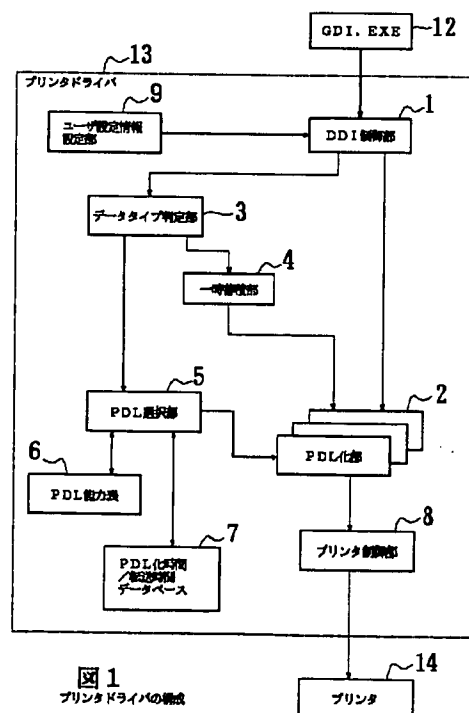 GDI.EXE
12
13
プリンタドライバ
9
ユーザ設定情報
設定部
1
DDI制御部
データタイプ判定部
3
4
一時蓄積部
5
PDL選択部
2
PDL化部
6
PDL能力表
7
PDL化時間
/転送時間
データベース
8
プリンタ制御部
図1
プリンタドライバの構成
14
プリンタ